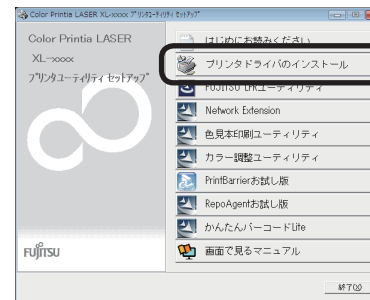 Color Printia LASER XL-xxxx プリンタユーティリティ セットアップ
Color Printia LASER
XL-xxxx
プリンタユーティリティ セットアップ
はじめにお読みください
プリンタドライバのインストール
FUJITSU LPRユーティリティ
Network Extension
色見本印刷ユーティリティ
カラー調整ユーティリティ
PrintBarrierお試し版
RepoAgentお試し版
かんたんバーコードLite
画面で見るマニュアル
FUJITSU
終了(X)